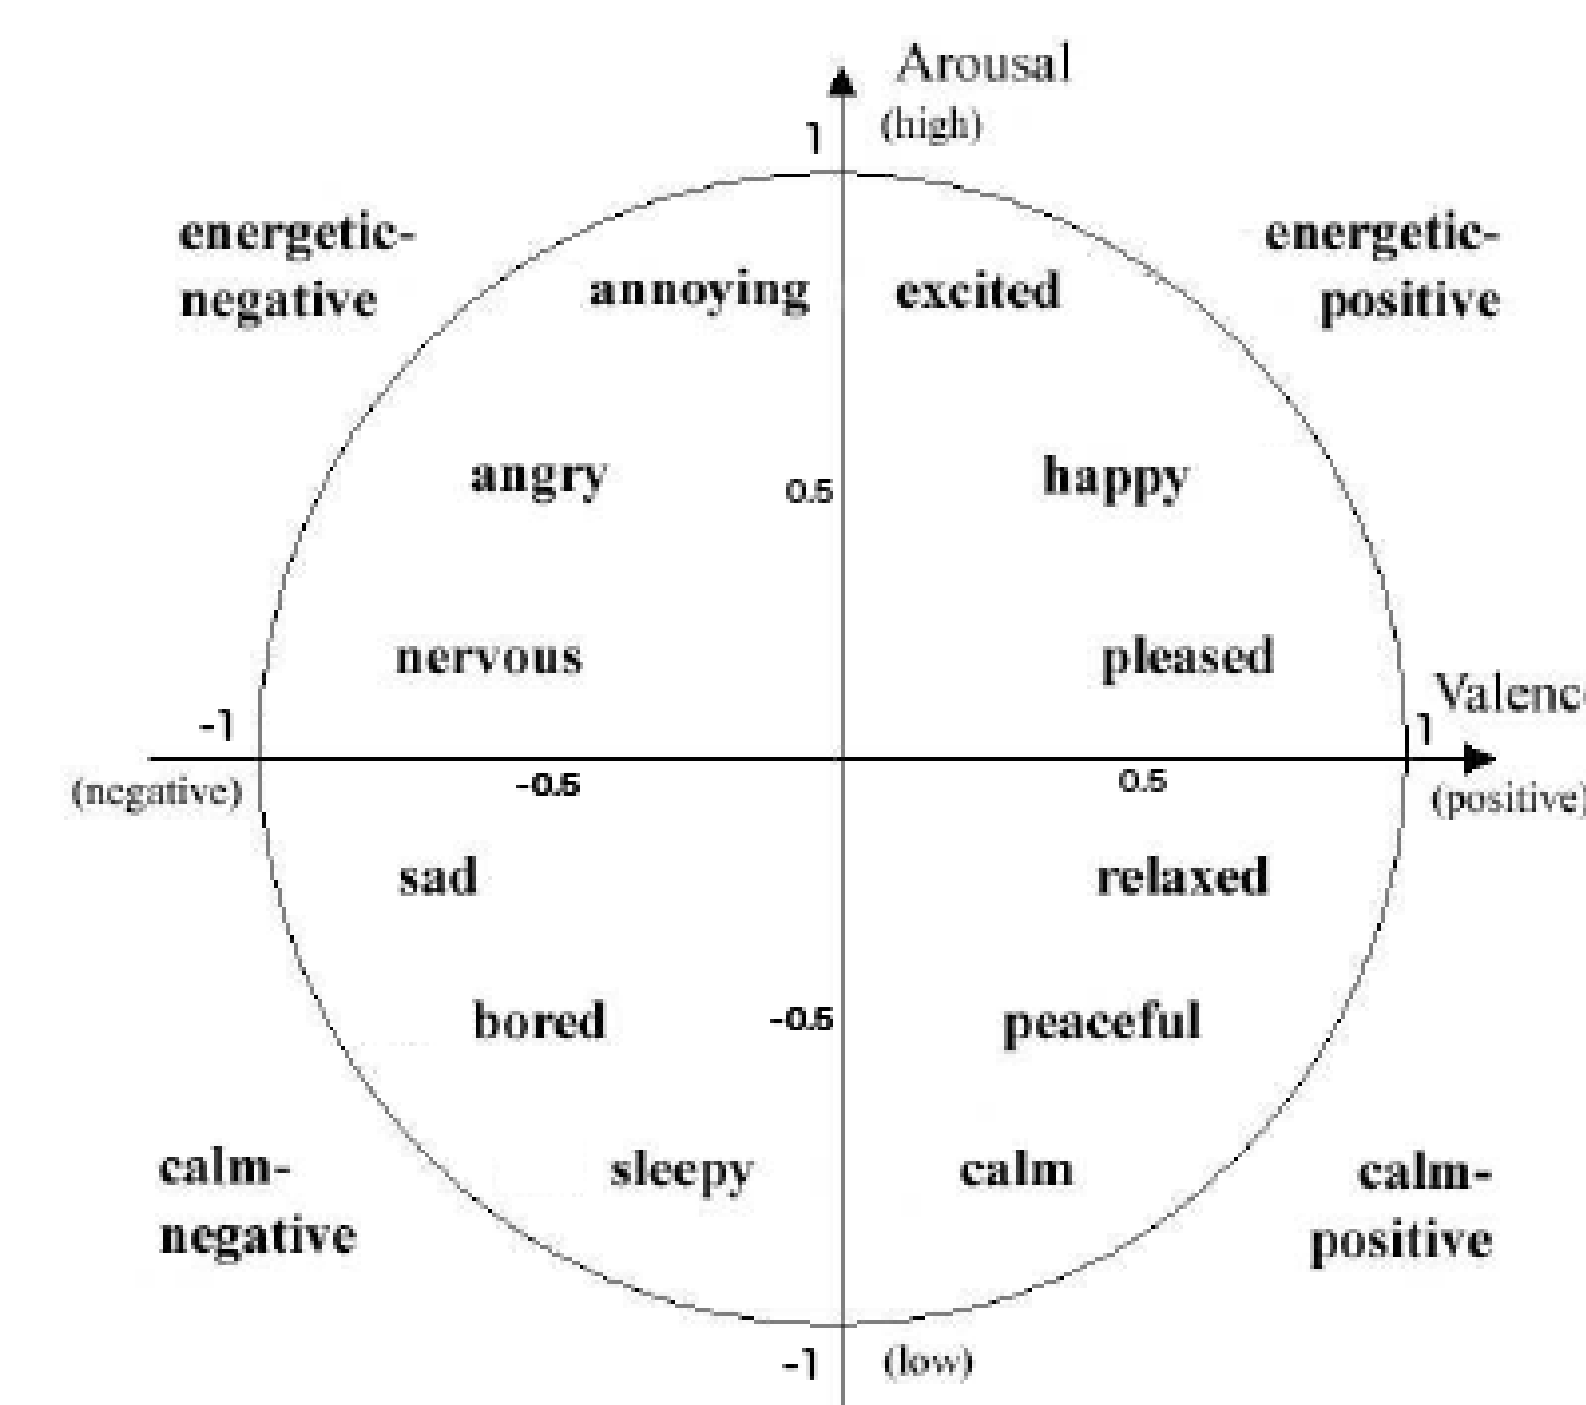 Arousal
(high)
1
energetic-
negative
energetic-
positive
annoying
excited
angry
happy
0.5
nervous
pleased
-1
1
Valenc
(negative)
-0.5
0.5
(positive)
sad
relaxed
bored
-0.5
peaceful
calm-
negative
sleepy
calm
calm-
positive
-1
(low)